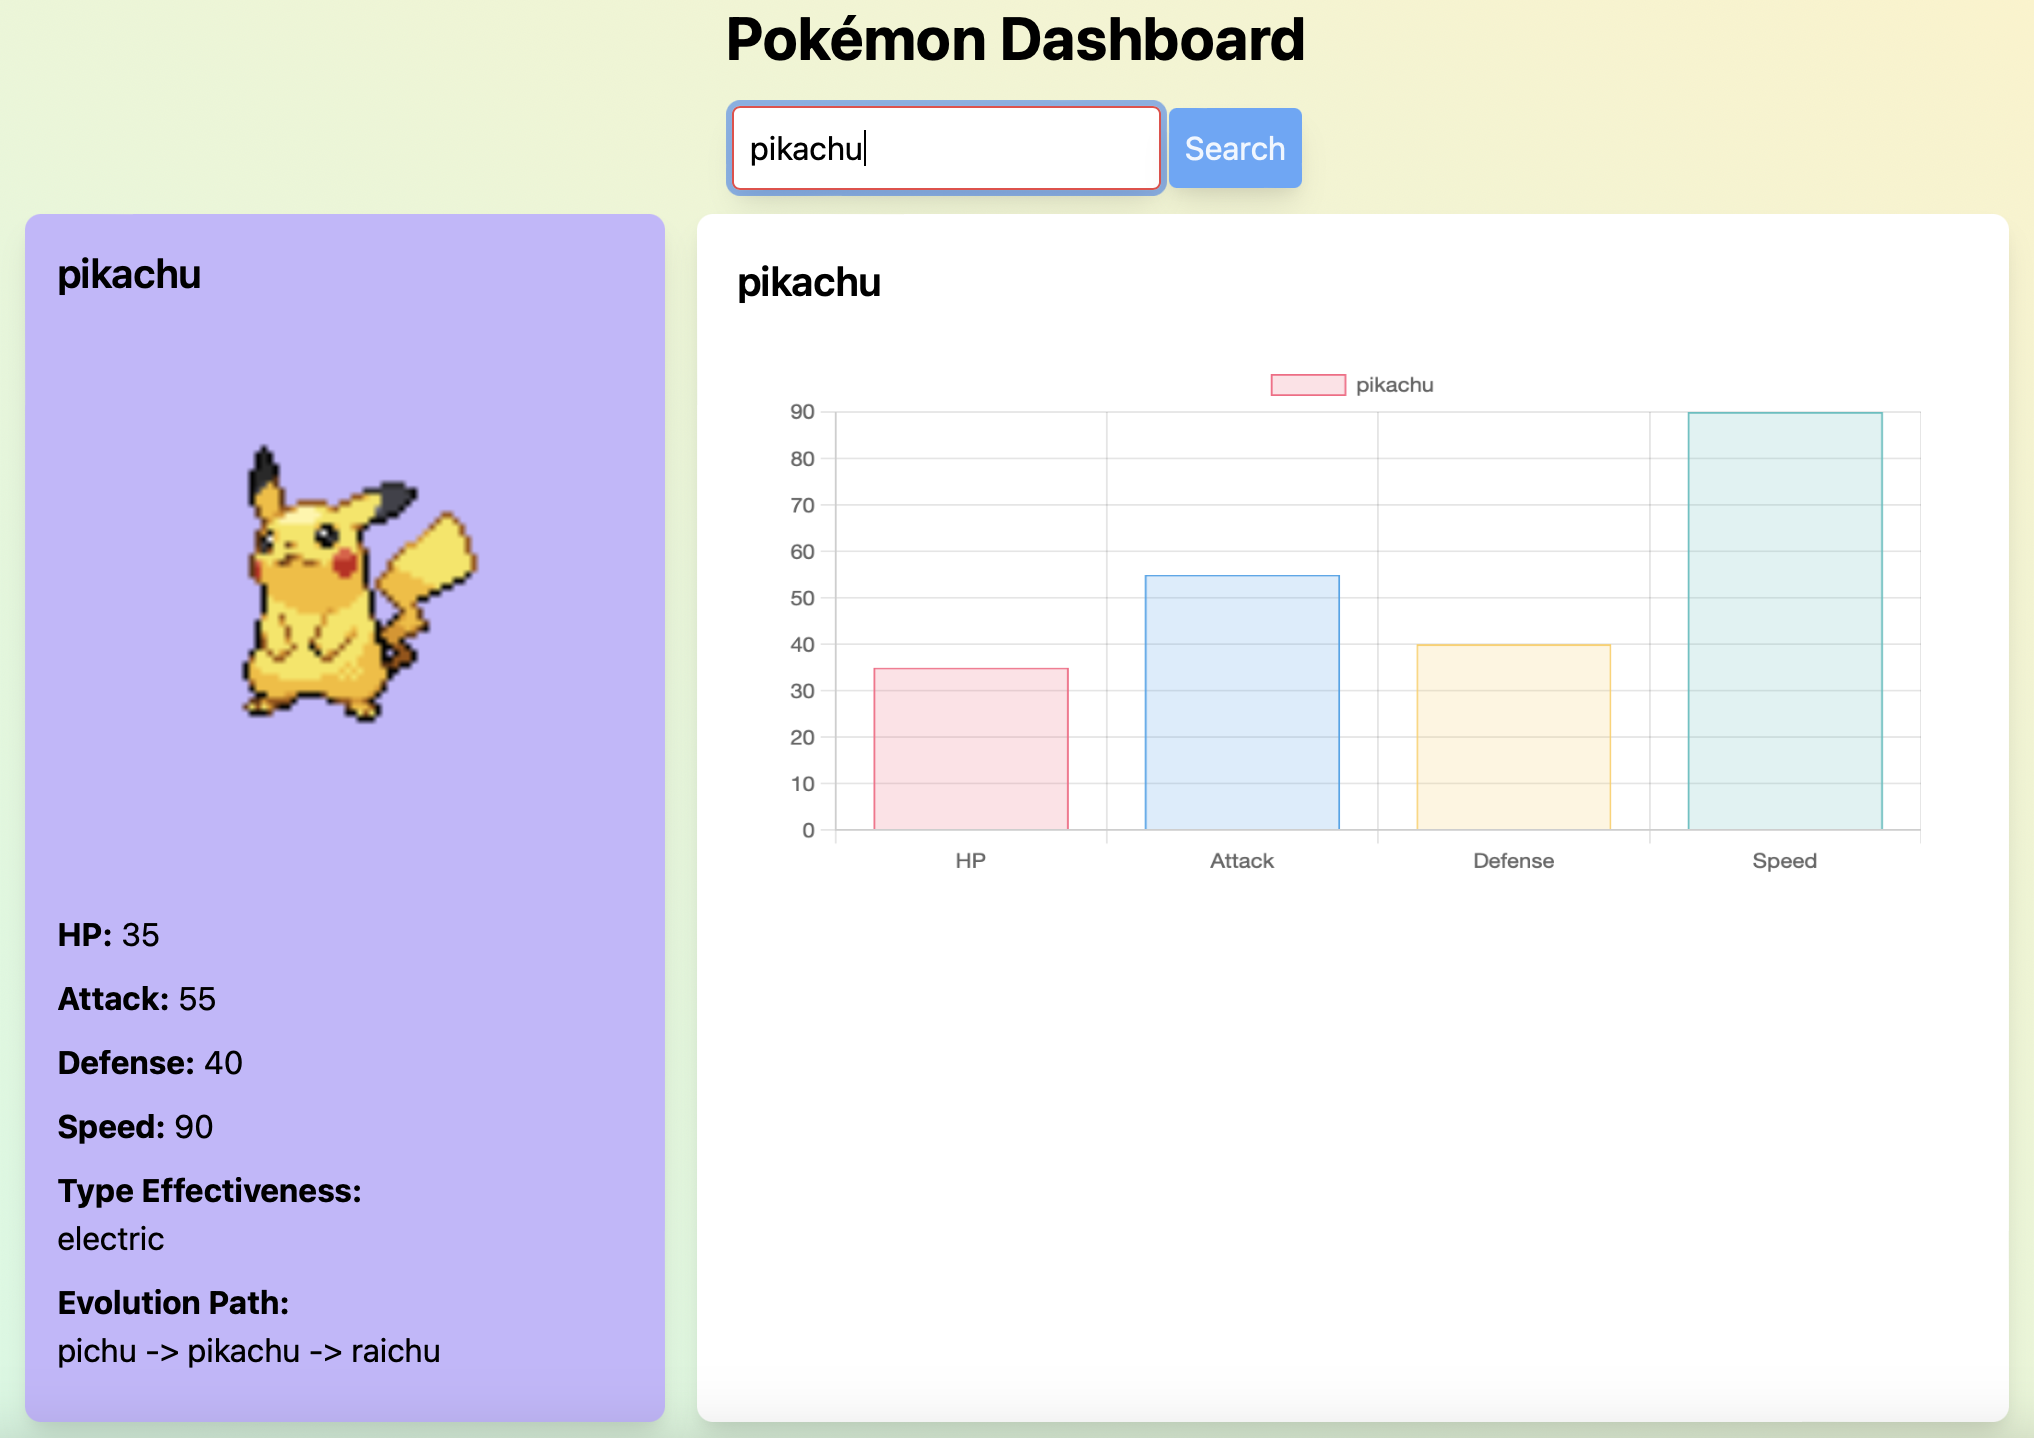 Pokémon Dashboard
pikachu
Search
pikachu
HP: 35
Attack: 55
Defense: 40
Speed: 90
Type Effectiveness:
electric
Evolution Path:
pichu -> pikachu -> raichu
pikachu
pikachu
90
80
70
60
50
40
30
20
10
0
HP Attack Defense Speed